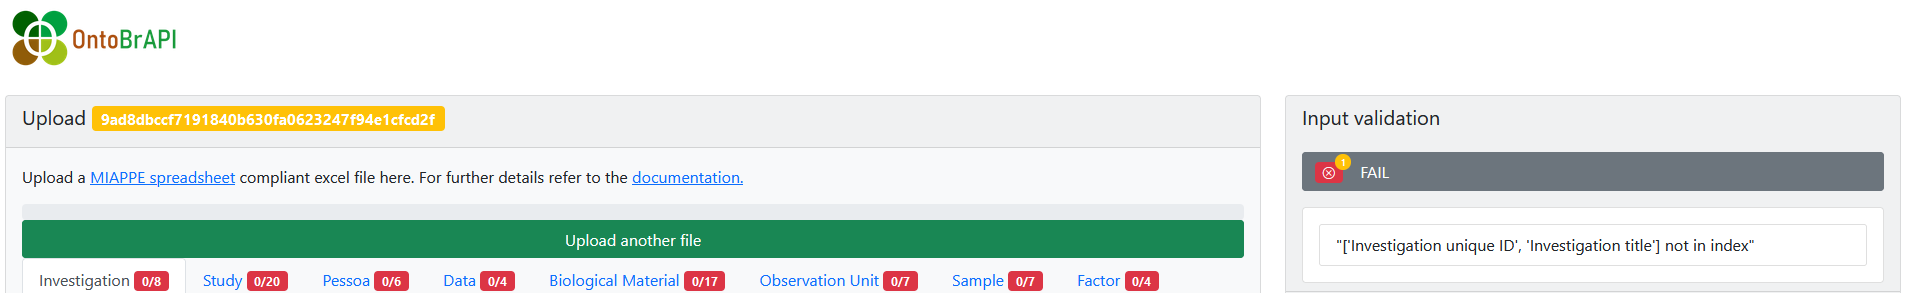 OntoBrAPI
Upload 9ad8dbccf7191840b630fa0623247f94e1cfcd2f
Upload a MIAPPE spreadsheet compliant excel file here. For further details refer to the documentation.
Upload another file
Investigation 0/8 Study 0/20 Pessoa 0/6 Data 0/4 Biological Material 0/17 Observation Unit 0/7 Sample 0/7 Factor 0/4
Input validation
1
FAIL
"['Investigation unique ID', 'Investigation title'] not in index"